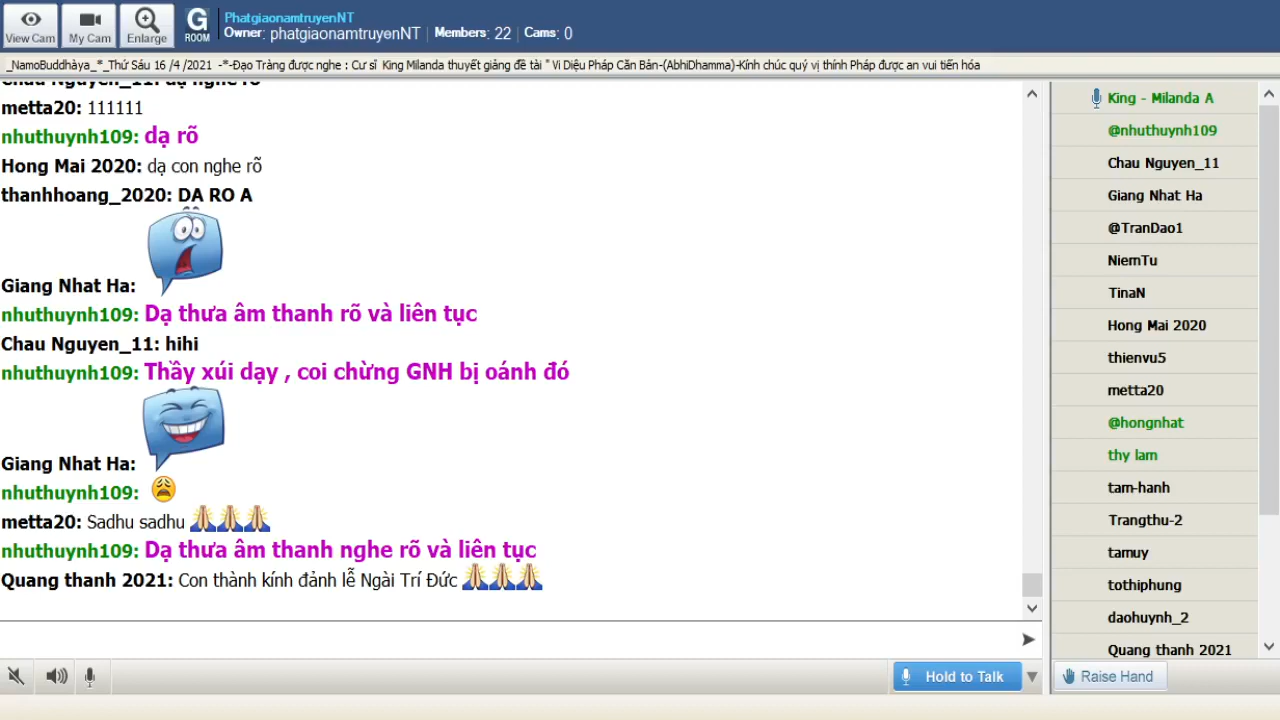 View Cam
My Cam
Enlarge
G ROOM
PhatgiaonamtruyenNT
Owner: phatgiaonamtruyenNT | Members: 22 | Cams: 0
_NamoBuddhàya_*_Thứ Sáu 16 /4 /2021 -*-Đạo Tràng được nghe : Cư sĩ King Milanda thuyết giảng đề tài " Vi Diệu Pháp Căn Bản-(AbhiDhamma)-Kính chúc quý vị thính Pháp được an vui tiến hóa
Chau Nguyen_11: dạ nghe rõ
metta20: 111111
nhuthuynh109: dạ rõ
Hong Mai 2020: dạ con nghe rõ
thanhhoang_2020: DA RO A
Giang Nhat Ha:
nhuthuynh109: Dạ thưa âm thanh rõ và liên tục
Chau Nguyen_11: hihi
nhuthuynh109: Thầy xúi dạy , coi chừng GNH bị oánh đó
Giang Nhat Ha:
nhuthuynh109:
metta20: Sadhu sadhu
nhuthuynh109: Dạ thưa âm thanh nghe rõ và liên tục
Quang thanh 2021: Con thành kính đảnh lễ Ngài Trí Đức
King - Milanda A
@nhuthuynh109
Chau Nguyen_11
Giang Nhat Ha
@TranDao1
NiemTu
TinaN
Hong Mai 2020
thienvu5
metta20
@hongnhat
thy lam
tam-hanh
Trangthu-2
tamuy
tothiphung
daohuynh_2
Quang thanh 2021
Hold to Talk
Raise Hand